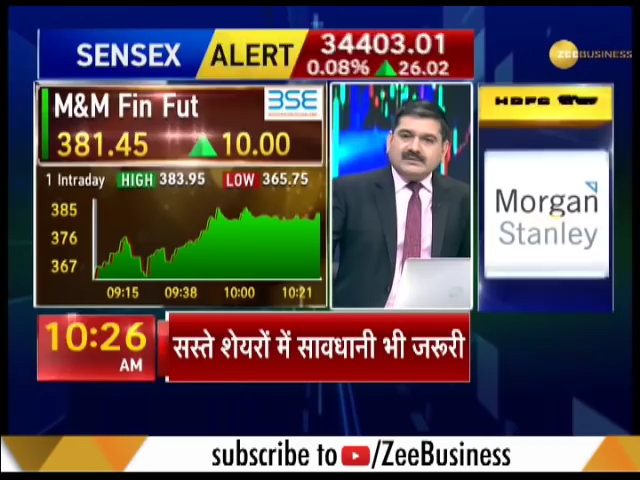 SENSEX ALERT
34403.01
0.08% 26.02
ZEE BUSINESS
M&M Fin Fut
BSE
381.45 10.00
1 Intraday HIGH 383.95 LOW 365.75
385
376
367
09:15 09:38 10:00 10:21
Morgan
Stanley
10:26
AM
सस्ते शेयरों में सावधानी भी जरूरी
subscribe to /ZeeBusiness